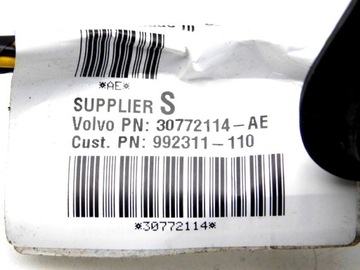 *AE*
SUPPLIER S
Volvo PN: 30772114-AE
Cust. PN: 992311-110
*30772114*